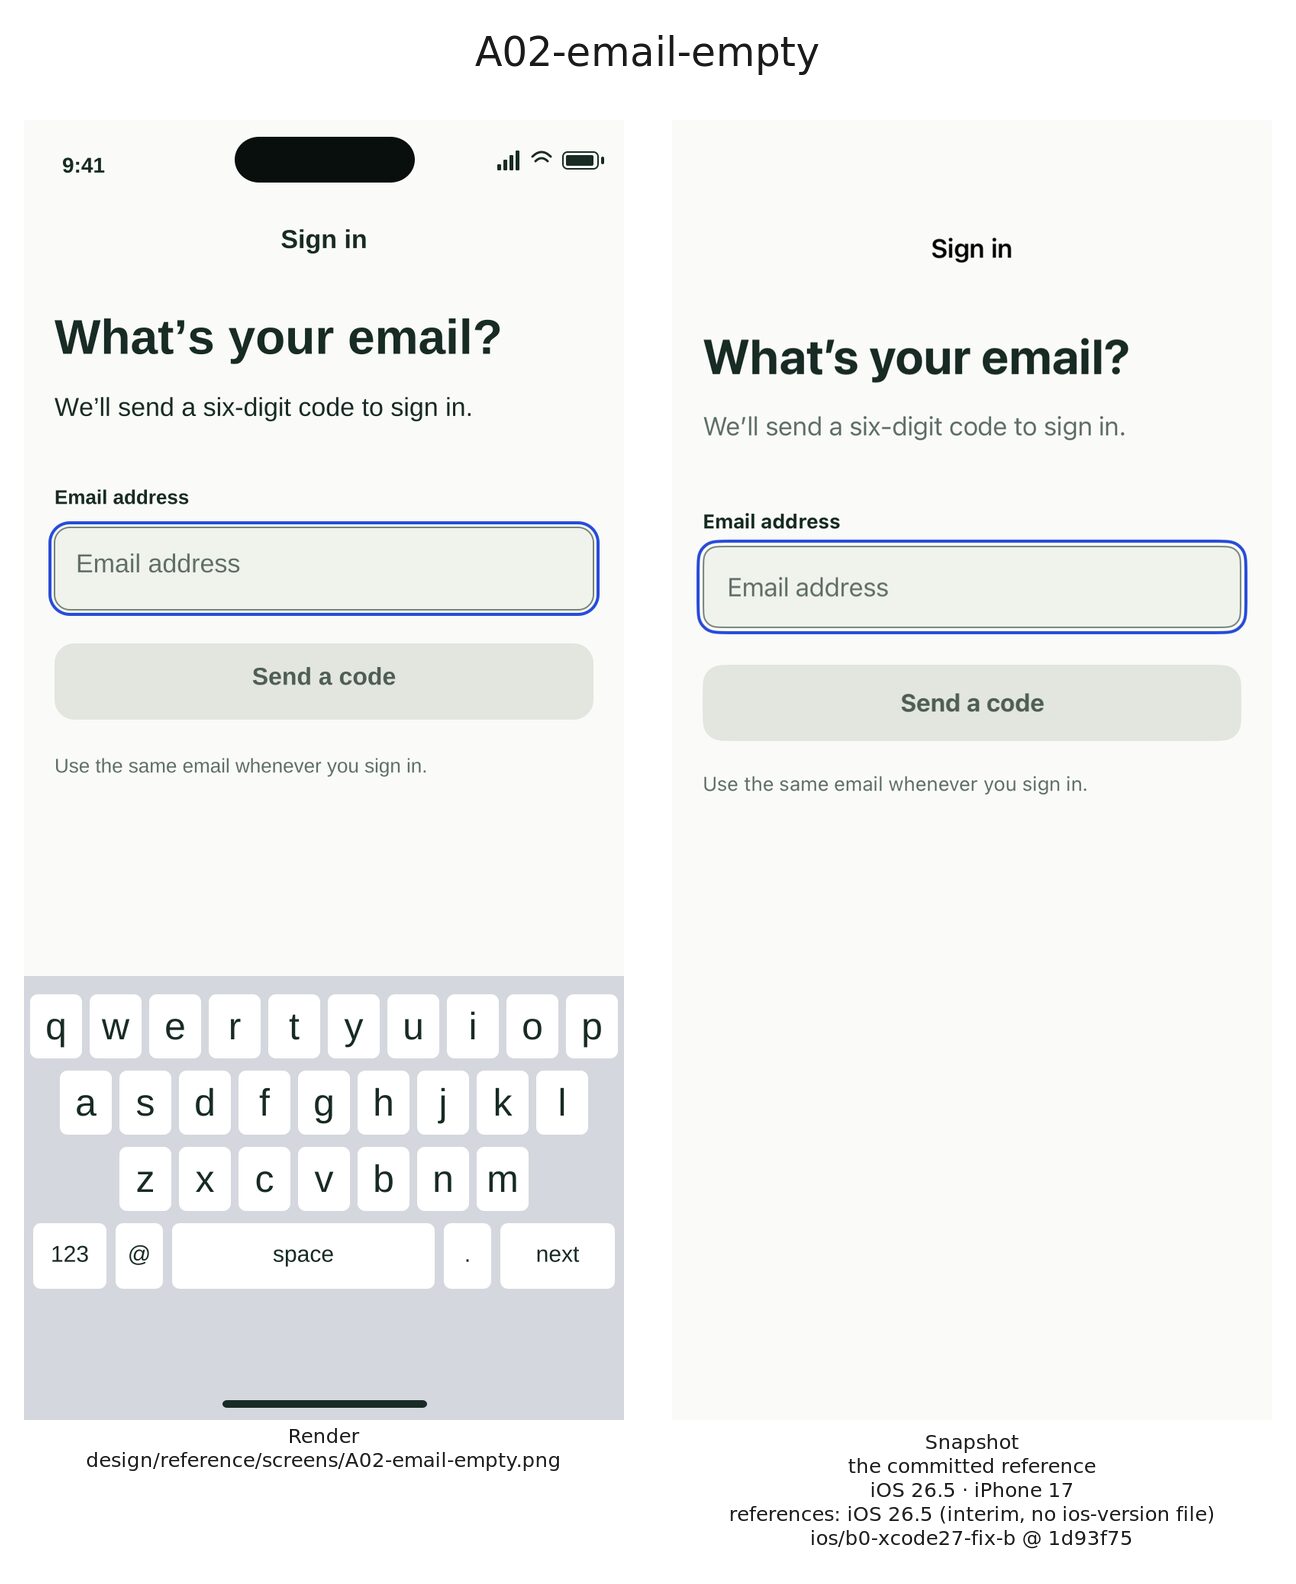 A02-email-empty
9:41
Sign in
What’s your email?
We’ll send a six-digit code to sign in.
Email address
Email address
Send a code
Use the same email whenever you sign in.
q w e r t y u i o p
a s d f g h j k l
z x c v b n m
123 @ space . next
Render
design/reference/screens/A02-email-empty.png
Sign in
What’s your email?
We’ll send a six-digit code to sign in.
Email address
Email address
Send a code
Use the same email whenever you sign in.
Snapshot
the committed reference
iOS 26.5 · iPhone 17
references: iOS 26.5 (interim, no ios-version file)
ios/b0-xcode27-fix-b @ 1d93f75